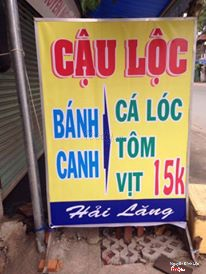 CẬU LỘC
BÁNH CANH
CÁ LÓC
TÔM
VỊT 15k
Hải Lăng